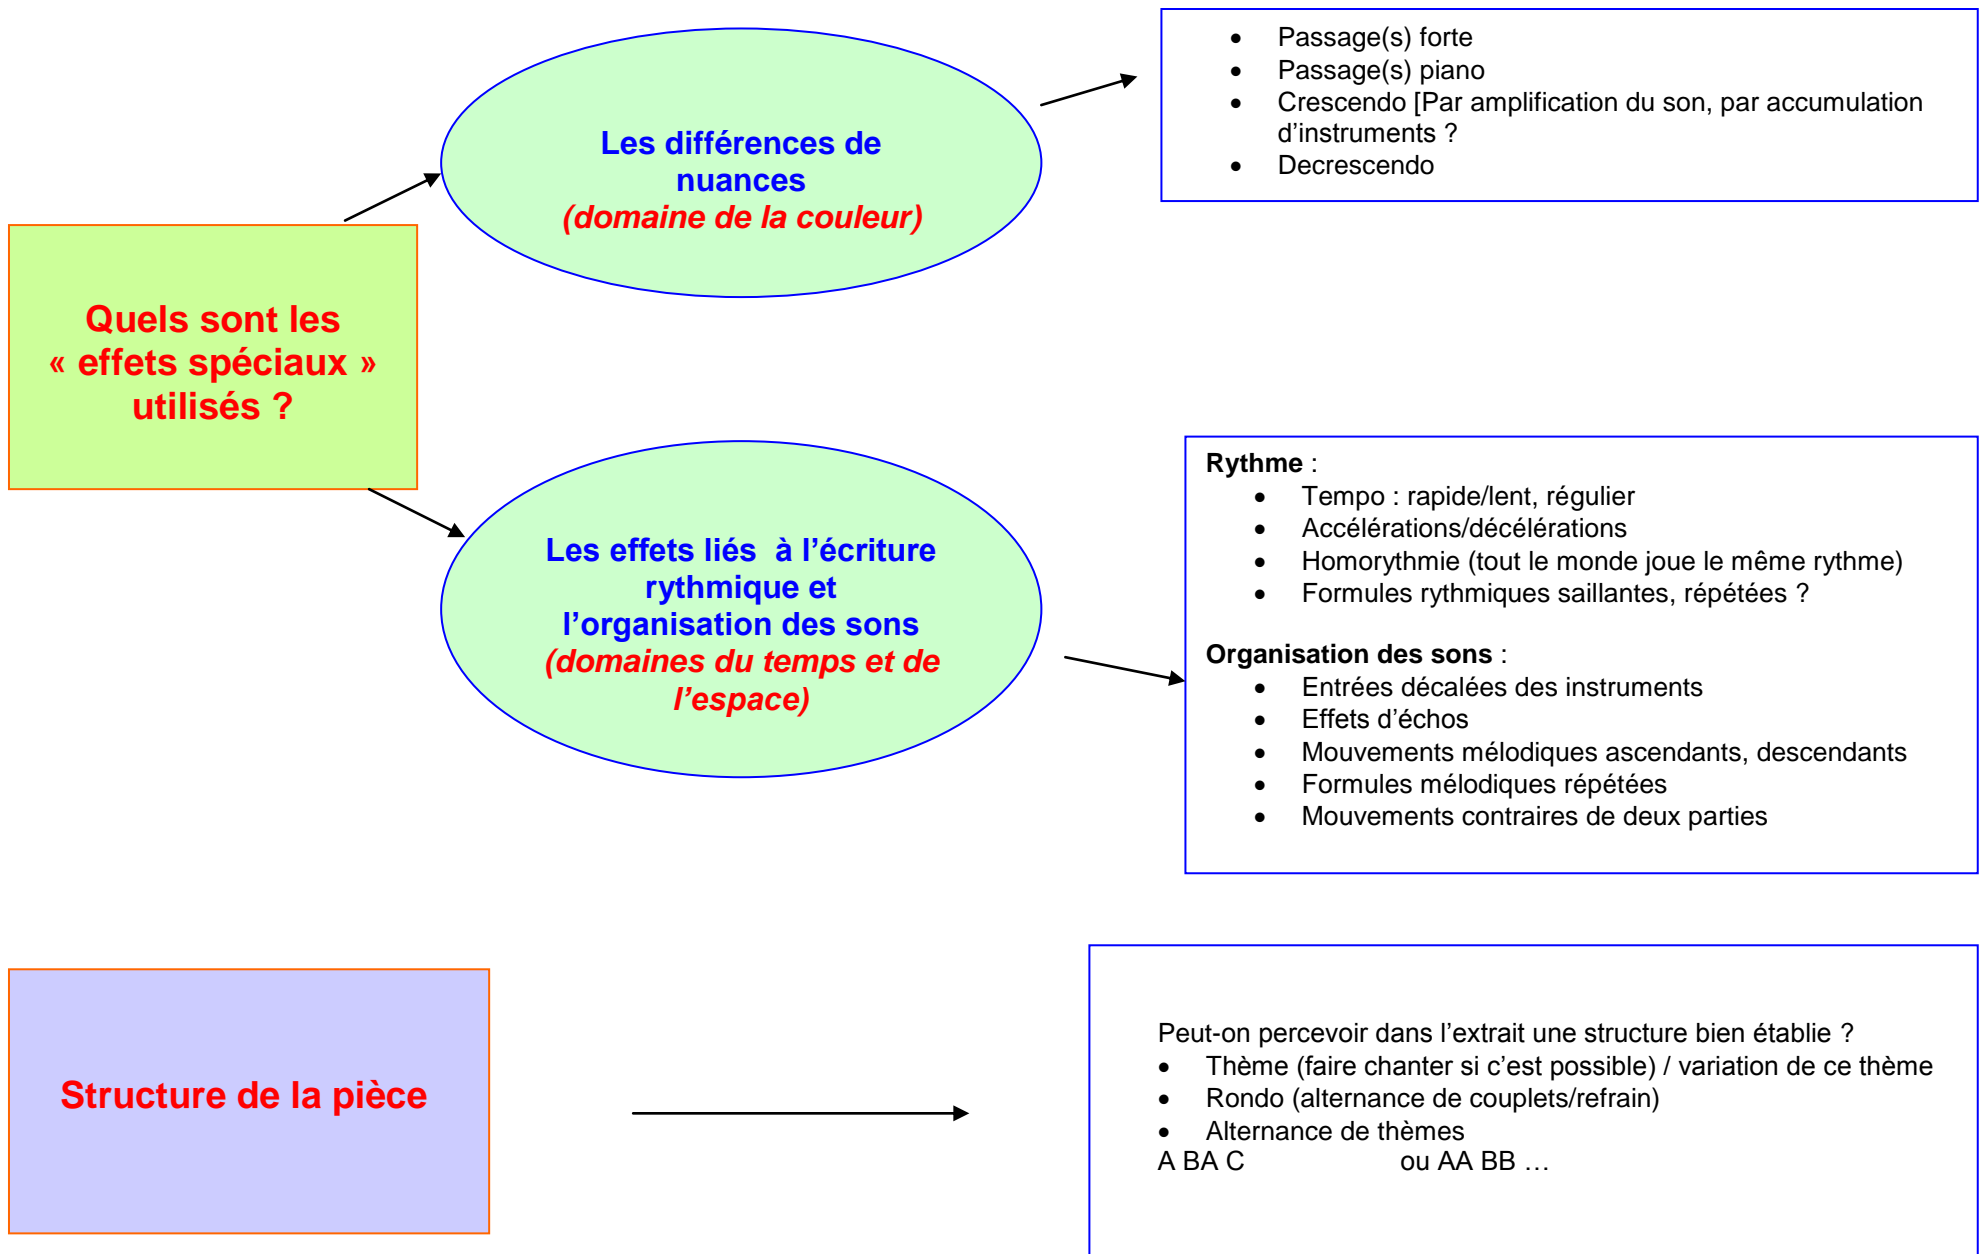 Quels sont les
« effets spéciaux »
utilisés ?
Les différences de
nuances
(domaine de la couleur)
• Passage(s) forte
• Passage(s) piano
• Crescendo [Par amplification du son, par accumulation
d’instruments ?
• Decrescendo
Les effets liés  à l’écriture
rythmique et
l’organisation des sons
(domaines du temps et de
l’espace)
Rythme :
• Tempo : rapide/lent, régulier
• Accélérations/décélérations
• Homorythmie (tout le monde joue le même rythme)
• Formules rythmiques saillantes, répétées ?
Organisation des sons :
• Entrées décalées des instruments
• Effets d’échos
• Mouvements mélodiques ascendants, descendants
• Formules mélodiques répétées
• Mouvements contraires de deux parties
Structure de la pièce
Peut-on percevoir dans l’extrait une structure bien établie ?
• Thème (faire chanter si c’est possible) / variation de ce thème
• Rondo (alternance de couplets/refrain)
• Alternance de thèmes
A BA C ou AA BB …